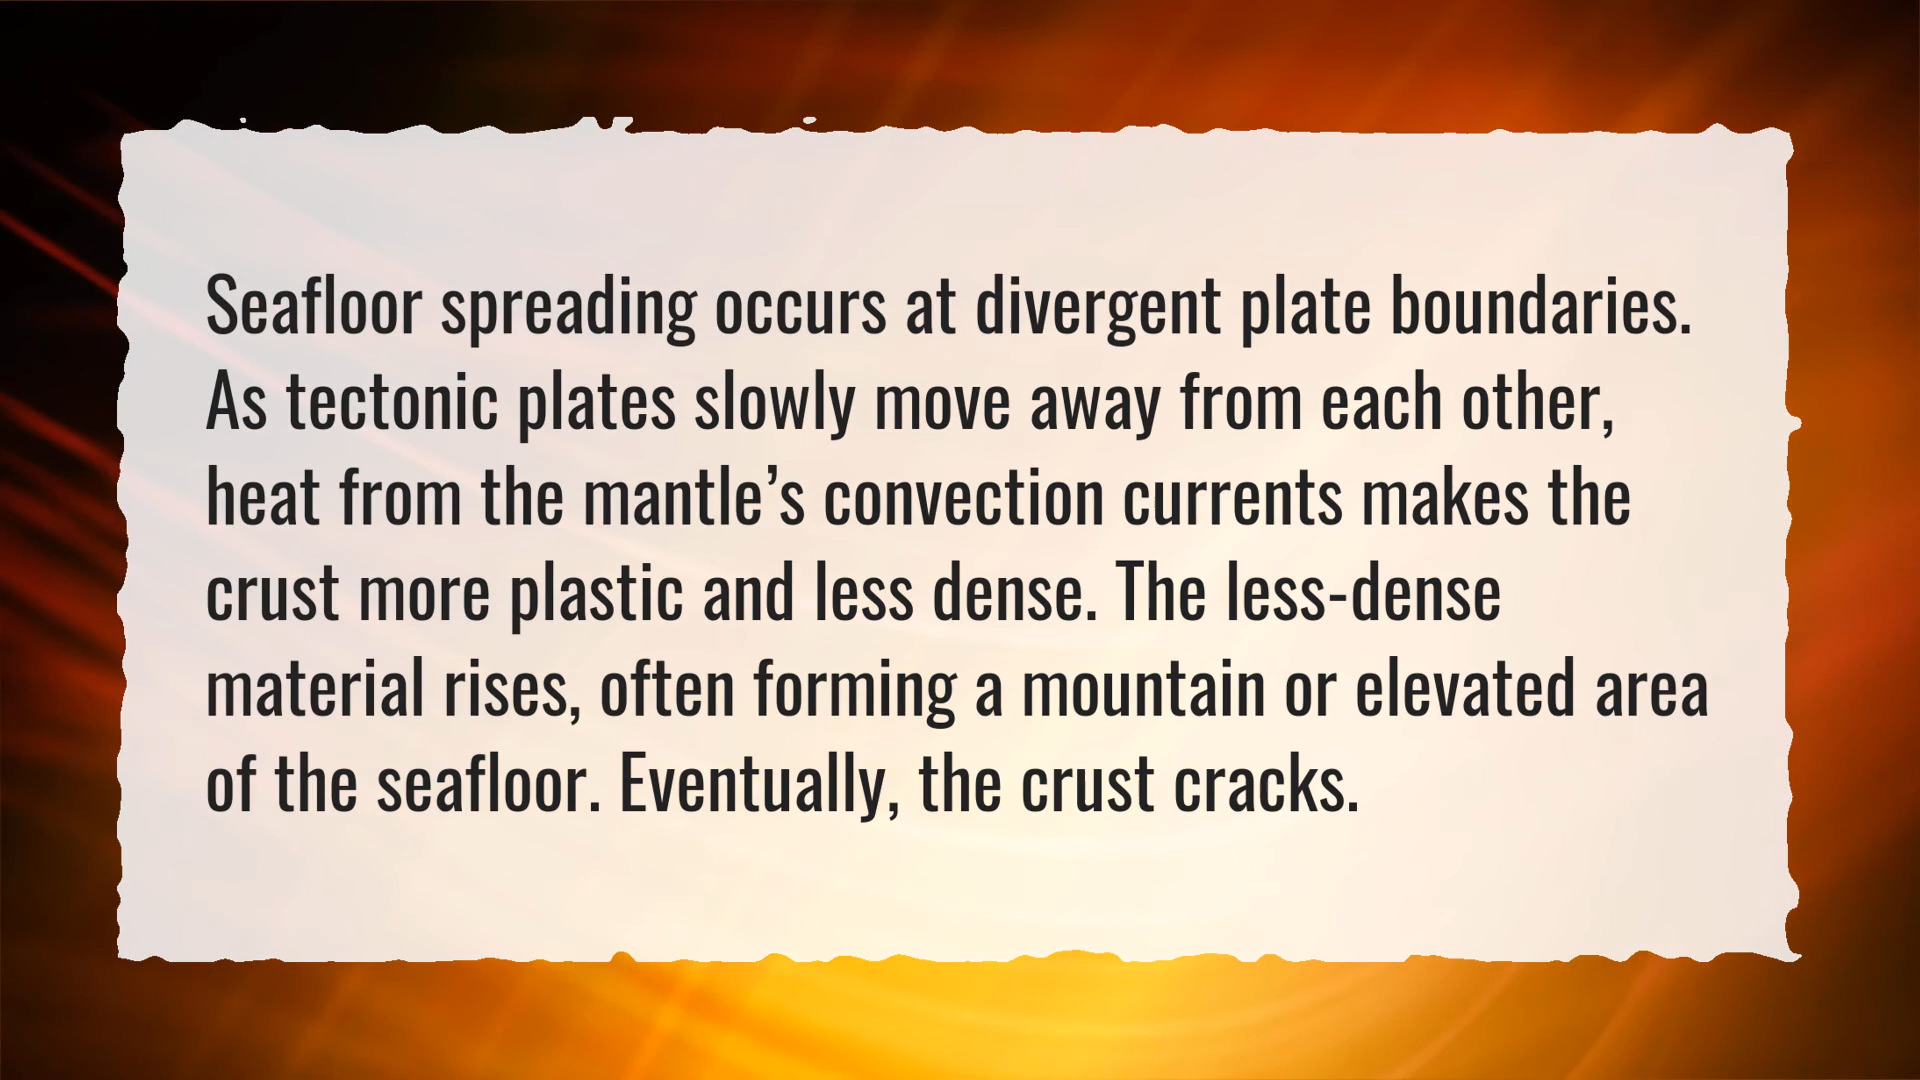 Seafloor spreading occurs at divergent plate boundaries.
As tectonic plates slowly move away from each other,
heat from the mantle’s convection currents makes the
crust more plastic and less dense. The less-dense
material rises, often forming a mountain or elevated area
of the seafloor. Eventually, the crust cracks.